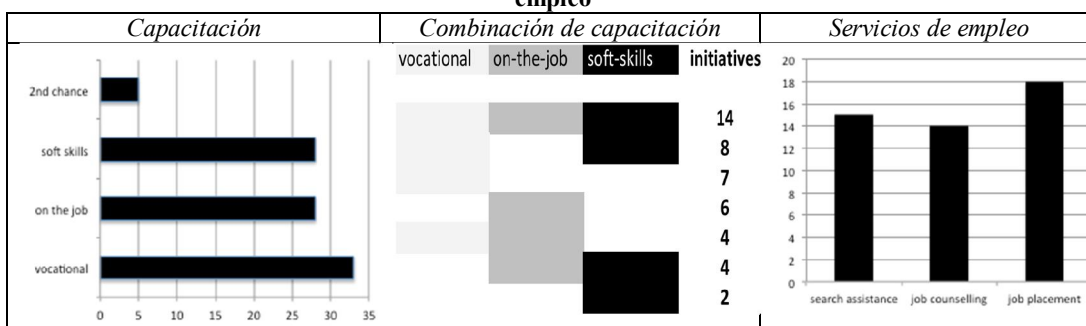 empleo
Capacitación
Combinación de capacitación
Servicios de empleo
2nd chance
soft skills
on the job
vocational
0 5 10 15 20 25 30 35
vocational on-the-job soft-skills initiatives
14
8
7
6
4
4
2
20
18
16
14
12
10
8
6
4
2
0
search assistance job counselling job placement